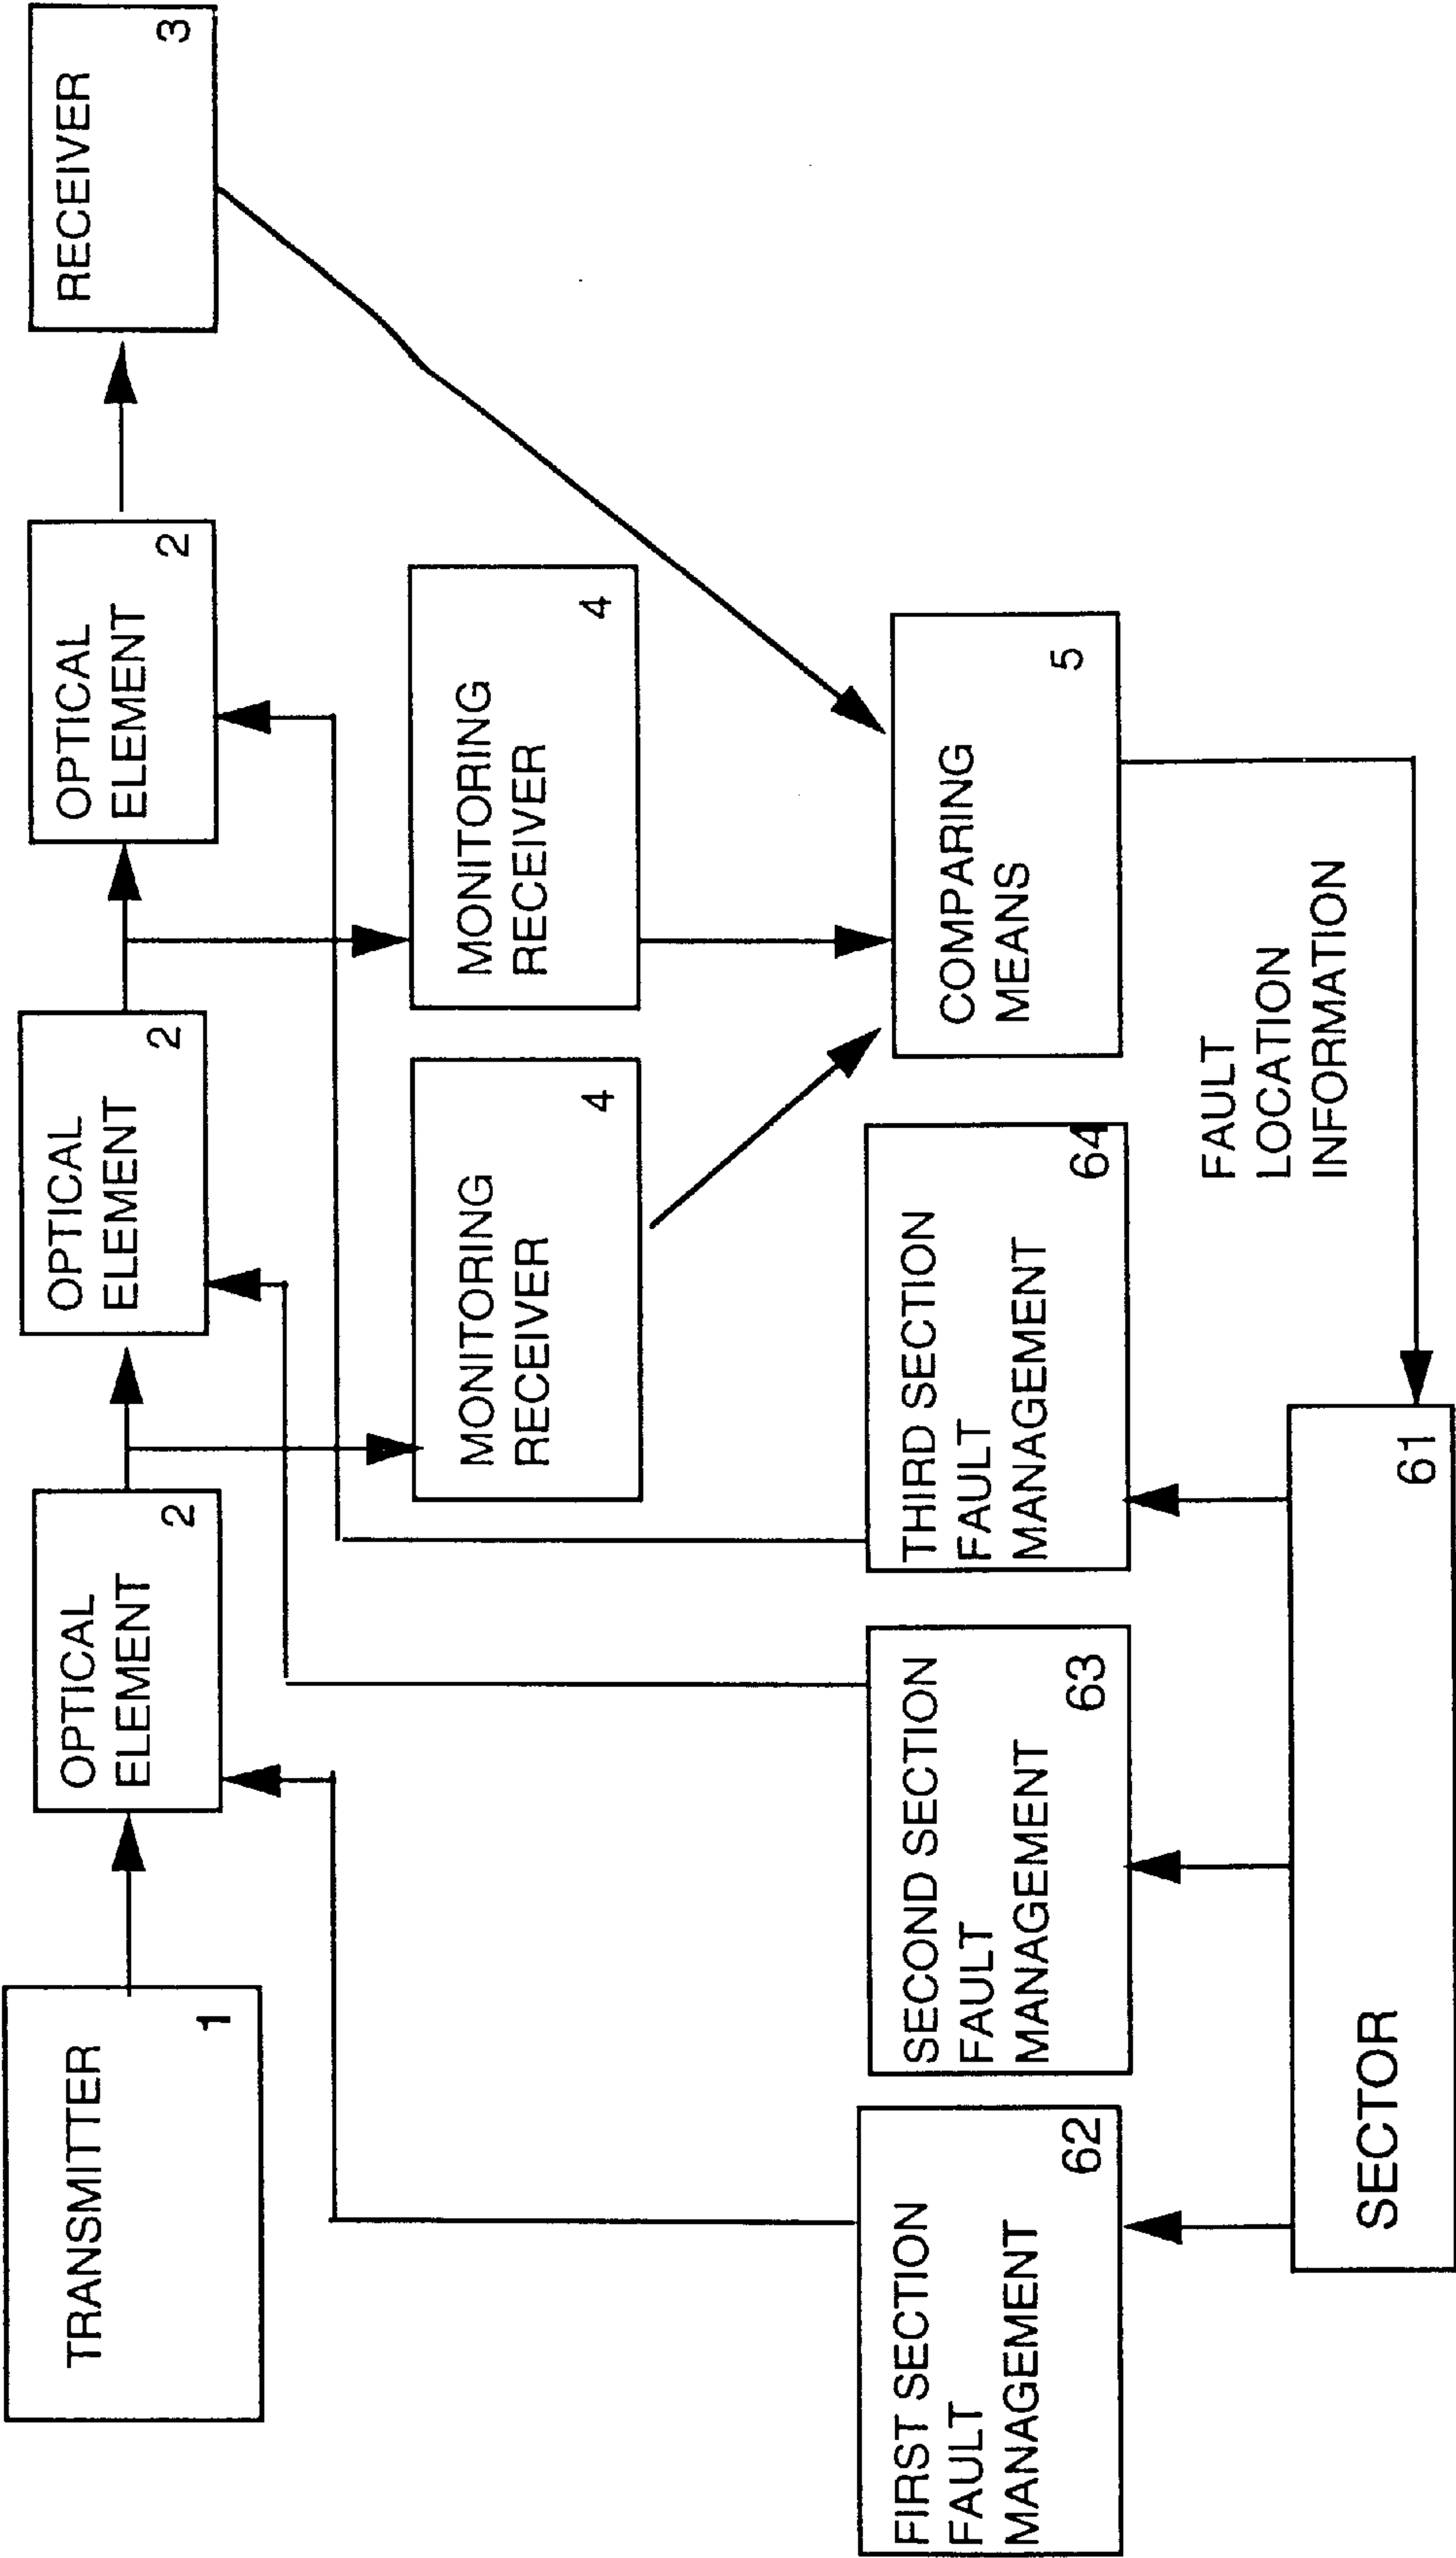 TRANSMITTER
1
OPTICAL
ELEMENT
2
OPTICAL
ELEMENT
2
OPTICAL
ELEMENT
2
RECEIVER
3
MONITORING
RECEIVER
4
MONITORING
RECEIVER
4
FIRST SECTION
FAULT
MANAGEMENT
62
SECOND SECTION
FAULT
MANAGEMENT
63
THIRD SECTION
FAULT
MANAGEMENT
64
COMPARING
MEANS
5
FAULT
LOCATION
INFORMATION
SECTOR
61